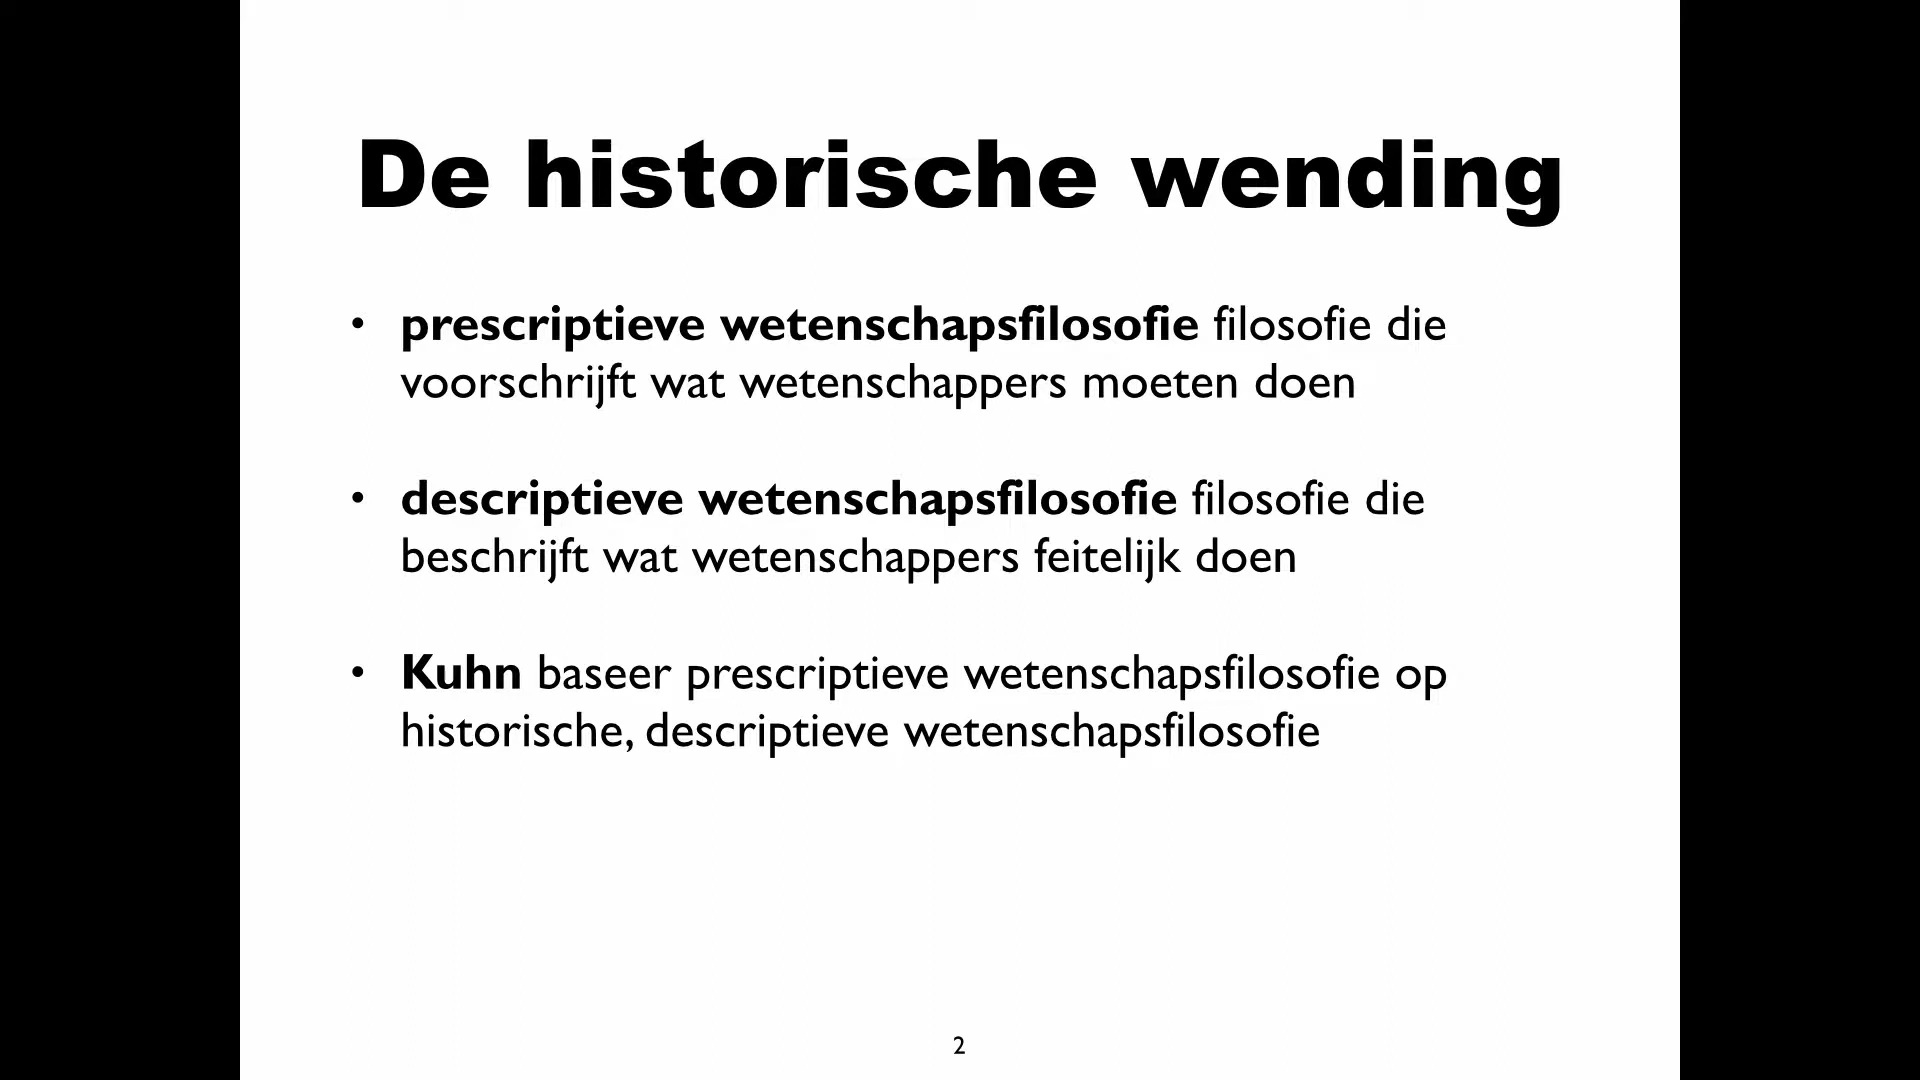 De historische wending
• prescriptieve wetenschapsfilosofie filosofie die
voorschrijft wat wetenschappers moeten doen
• descriptieve wetenschapsfilosofie filosofie die
beschrijft wat wetenschappers feitelijk doen
• Kuhn baseer prescriptieve wetenschapsfilosofie op
historische, descriptieve wetenschapsfilosofie
2